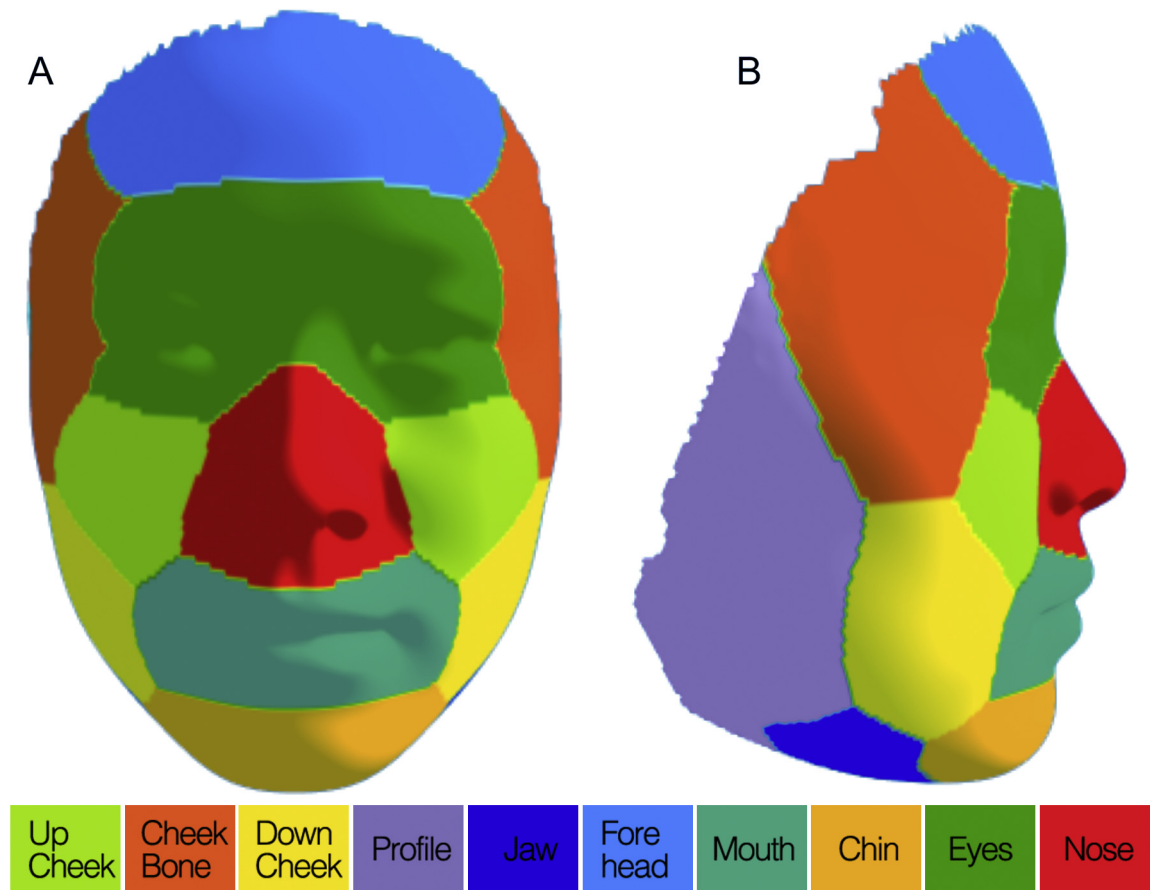 A
B
Up
Cheek
Cheek
Bone
Down
Cheek
Profile
Jaw
Fore
head
Mouth
Chin
Eyes
Nose